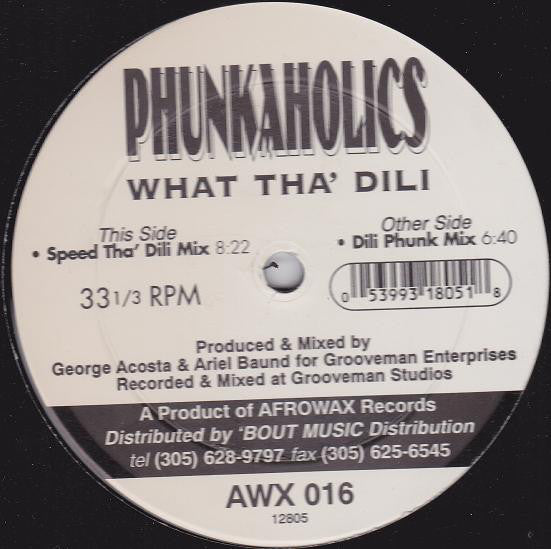 PHUNKAHOLICS
WHAT THA' DILI
This Side
• Speed Tha' Dili Mix 8:22
Other Side
• Dili Phunk Mix 6:40
33 1/3 RPM
0 53993 18051 8
Produced & Mixed by
George Acosta & Ariel Baund for Grooveman Enterprises
Recorded & Mixed at Grooveman Studios
A Product of AFROWAX Records
Distributed by 'BOUT MUSIC Distribution
tel (305) 628-9797 fax (305) 625-6545
AWX 016
12805